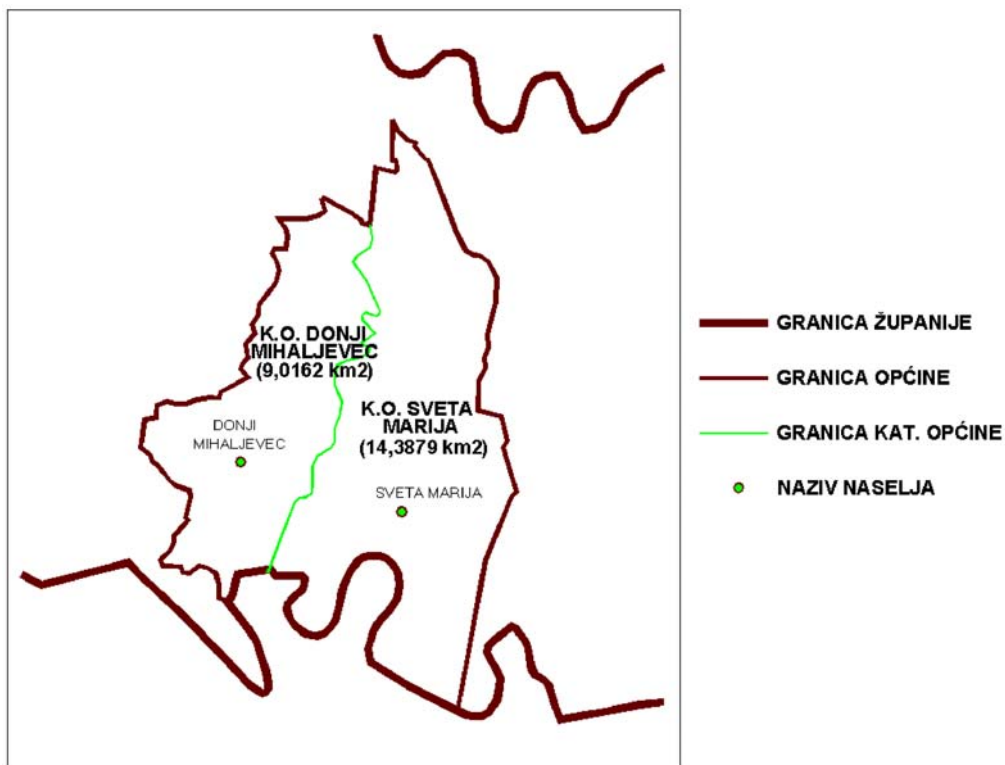 K.O. DONJI
MIHALJEVEC
(9,0162 km2)
K.O. SVETA
MARIJA
(14,3879 km2)
DONJI
MIHALJEVEC
SVETA MARIJA
GRANICA ŽUPANIJE
GRANICA OPĆINE
GRANICA KAT. OPĆINE
NAZIV NASELJA